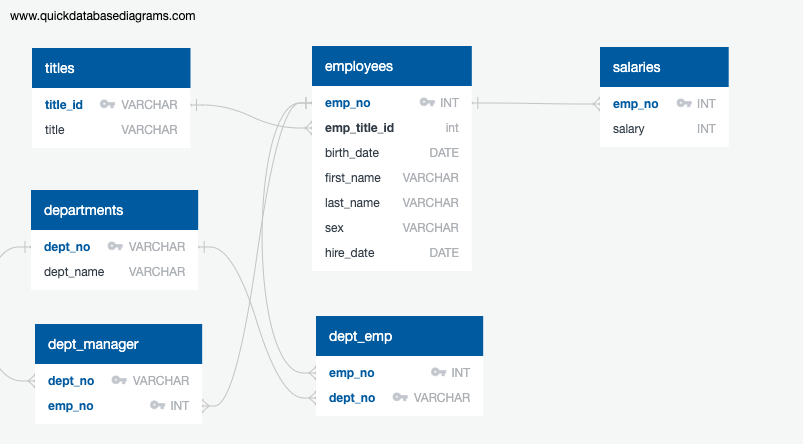 www.quickdatabasediagrams.com
titles
title_id VARCHAR
title VARCHAR
employees
emp_no INT
emp_title_id int
birth_date DATE
first_name VARCHAR
last_name VARCHAR
sex VARCHAR
hire_date DATE
salaries
emp_no INT
salary INT
departments
dept_no VARCHAR
dept_name VARCHAR
dept_manager
dept_no VARCHAR
emp_no INT
dept_emp
emp_no INT
dept_no VARCHAR